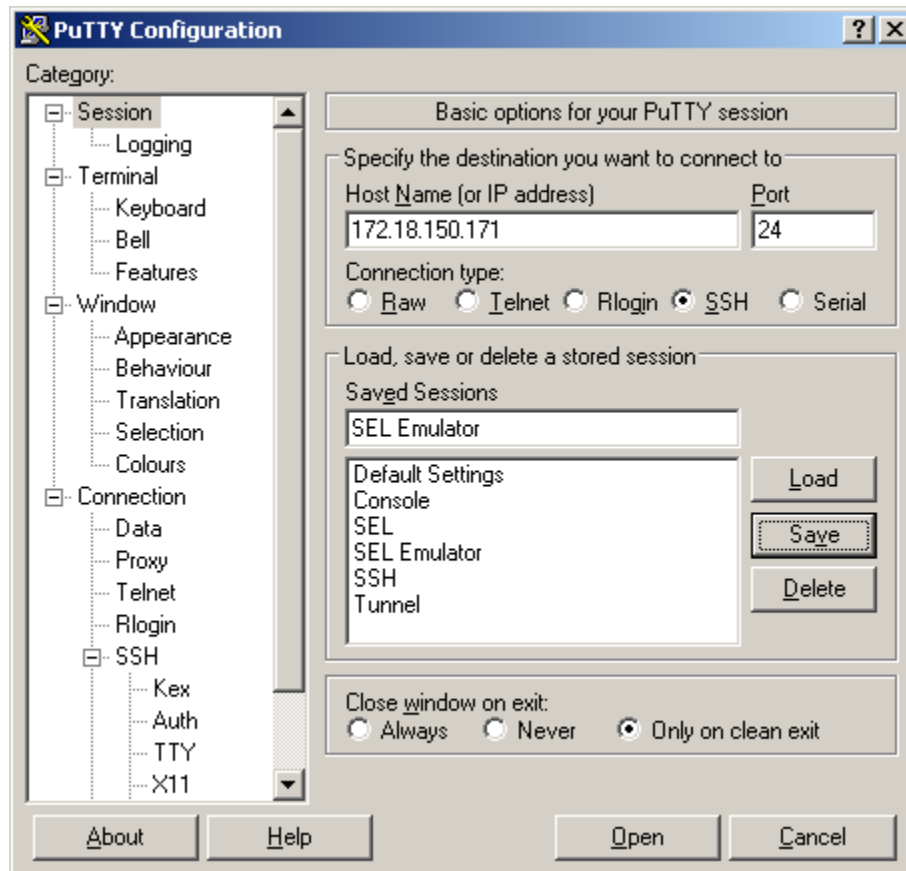 PuTTY Configuration
Category:
Session
Logging
Terminal
Keyboard
Bell
Features
Window
Appearance
Behaviour
Translation
Selection
Colours
Connection
Data
Proxy
Telnet
Rlogin
SSH
Kex
Auth
TTY
X11
Basic options for your PuTTY session
Specify the destination you want to connect to
Host Name (or IP address) Port
172.18.150.171 24
Connection type:
Raw Telnet Rlogin SSH Serial
Load, save or delete a stored session
Saved Sessions
SEL Emulator
Default Settings
Console
SEL
SEL Emulator
SSH
Tunnel
Load
Save
Delete
Close window on exit:
Always Never Only on clean exit
About Help Open Cancel